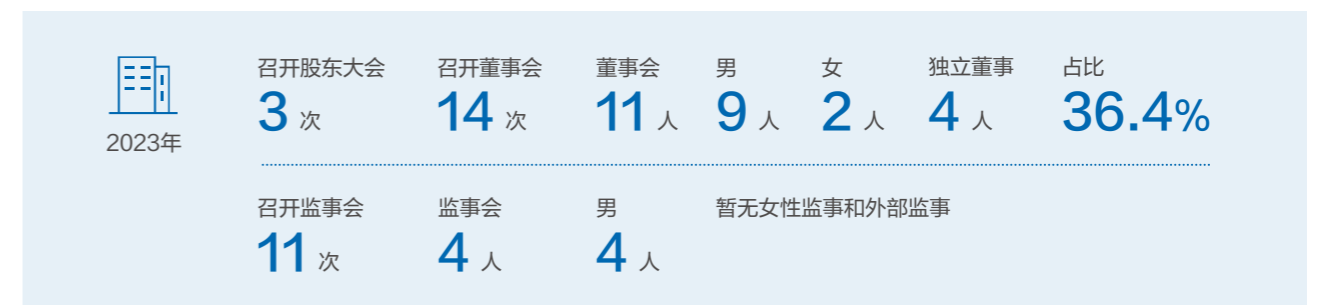 召开股东大会 召开董事会 董事会 男 女 独立董事 占比
3 次 14 次 11 人 9 人 2 人 4 人 36.4%
2023年
召开监事会 监事会 男 暂无女性监事和外部监事
11 次 4 人 4 人